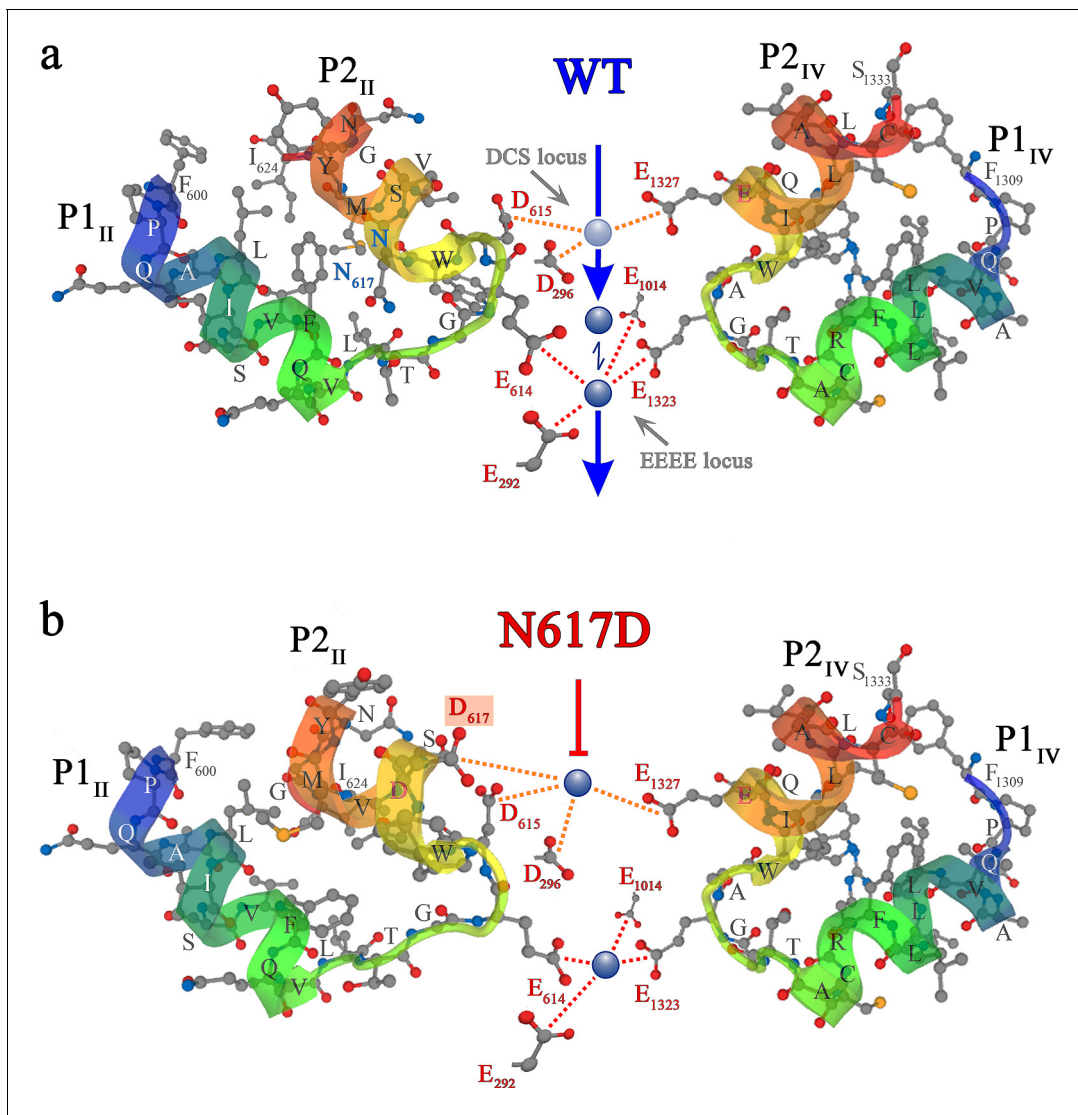 a
WT
P2II
P2IV
S1333
P1II
P1IV
DCS locus
F600
I624
F1309
N
G
Y
V
S
M
N
W
N617
D615
E1327
D296
E1014
A
L
C
Q
L
E
I
W
P
Q
A
I
L
S
V
F
Q
V
L
T
G
E614
E1323
EEEE locus
E292
A
G
T
A
C
R
F
L
L
V
Q
P
A
b
N617D
P2II
P2IV
S1333
P1II
P1IV
D617
F600
I624
F1309
Y
N
S
M
G
V
D
W
D615
E1327
D296
E1014
A
L
C
Q
L
E
I
W
P
Q
A
I
L
S
V
F
Q
V
L
T
G
E614
E1323
E292
A
G
T
A
C
R
F
L
L
V
Q
P
A